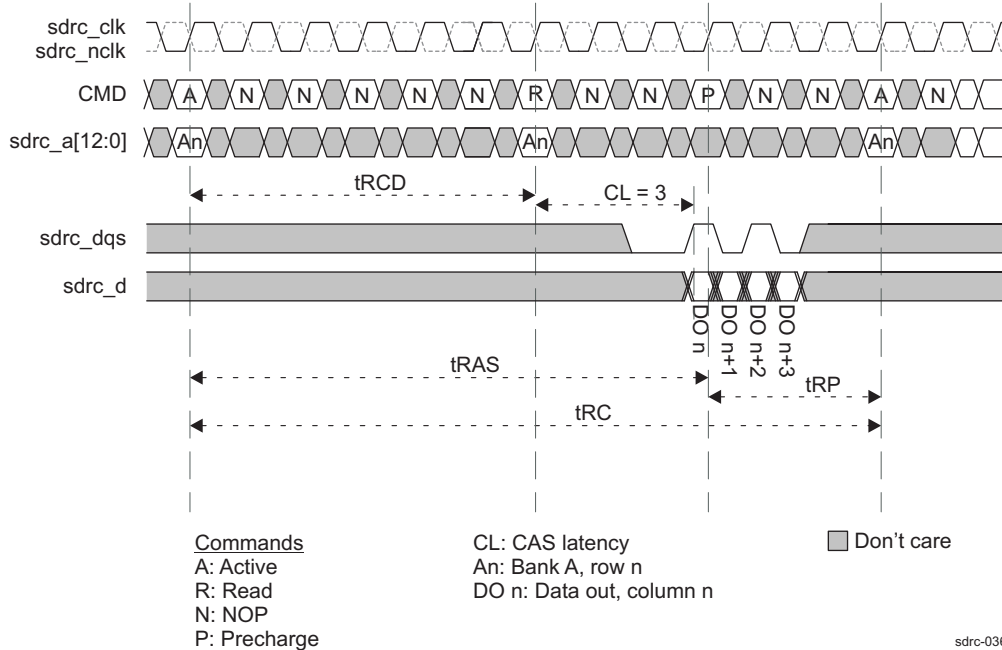 sdrc_clk
sdrc_nclk
CMD A N N N N N R N N P N N A N
sdrc_a[12:0] An An An
tRCD
CL = 3
sdrc_dqs
sdrc_d
DO n
DO n+1
DO n+2
DO n+3
tRAS
tRP
tRC
Commands
A: Active
R: Read
N: NOP
P: Precharge
CL: CAS latency
An: Bank A, row n
DO n: Data out, column n
Don't care
sdrc-036